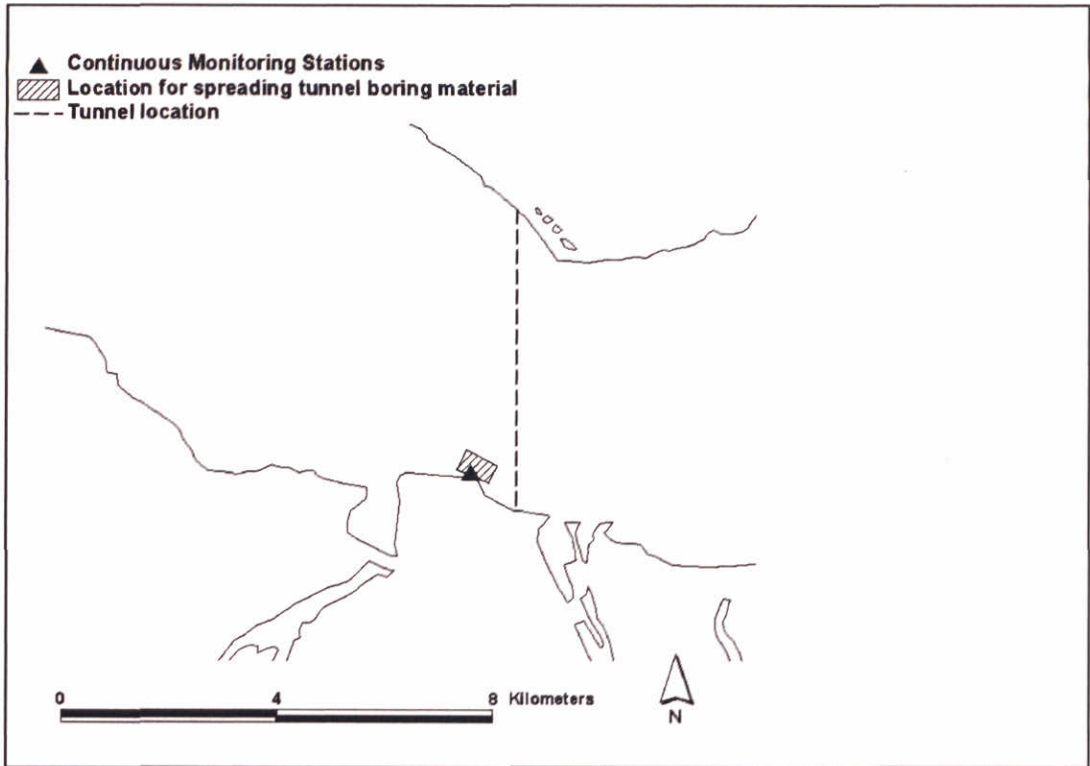 Continuous Monitoring Stations
Location for spreading tunnel boring material
Tunnel location
0 4 8 Kilometers
N